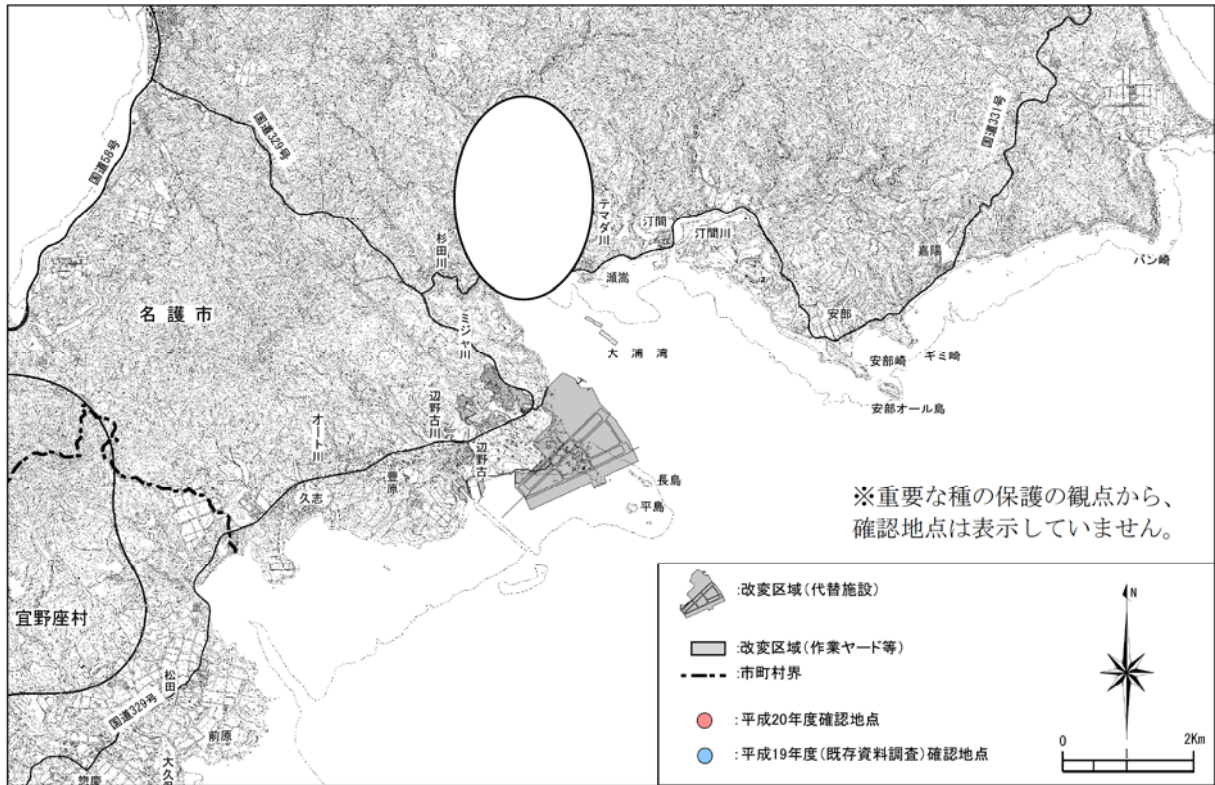 国道58号
国道329号
国道331号
名護市
杉田川
テマダ川
汀間
汀間川
瀬嵩
嘉陽
バン崎
ミジャ川
大浦湾
安部
安部崎
ギミ崎
安部オール島
辺野古川
辺野古
オート川
久志
豊原
長島
平島
宜野座村
松田
国道329号
前原
惣慶
※重要な種の保護の観点から、
確認地点は表示していません。
:改変区域(代替施設)
:改変区域(作業ヤード等)
:市町村界
:平成20年度確認地点
:平成19年度(既存資料調査)確認地点
N
0 2Km